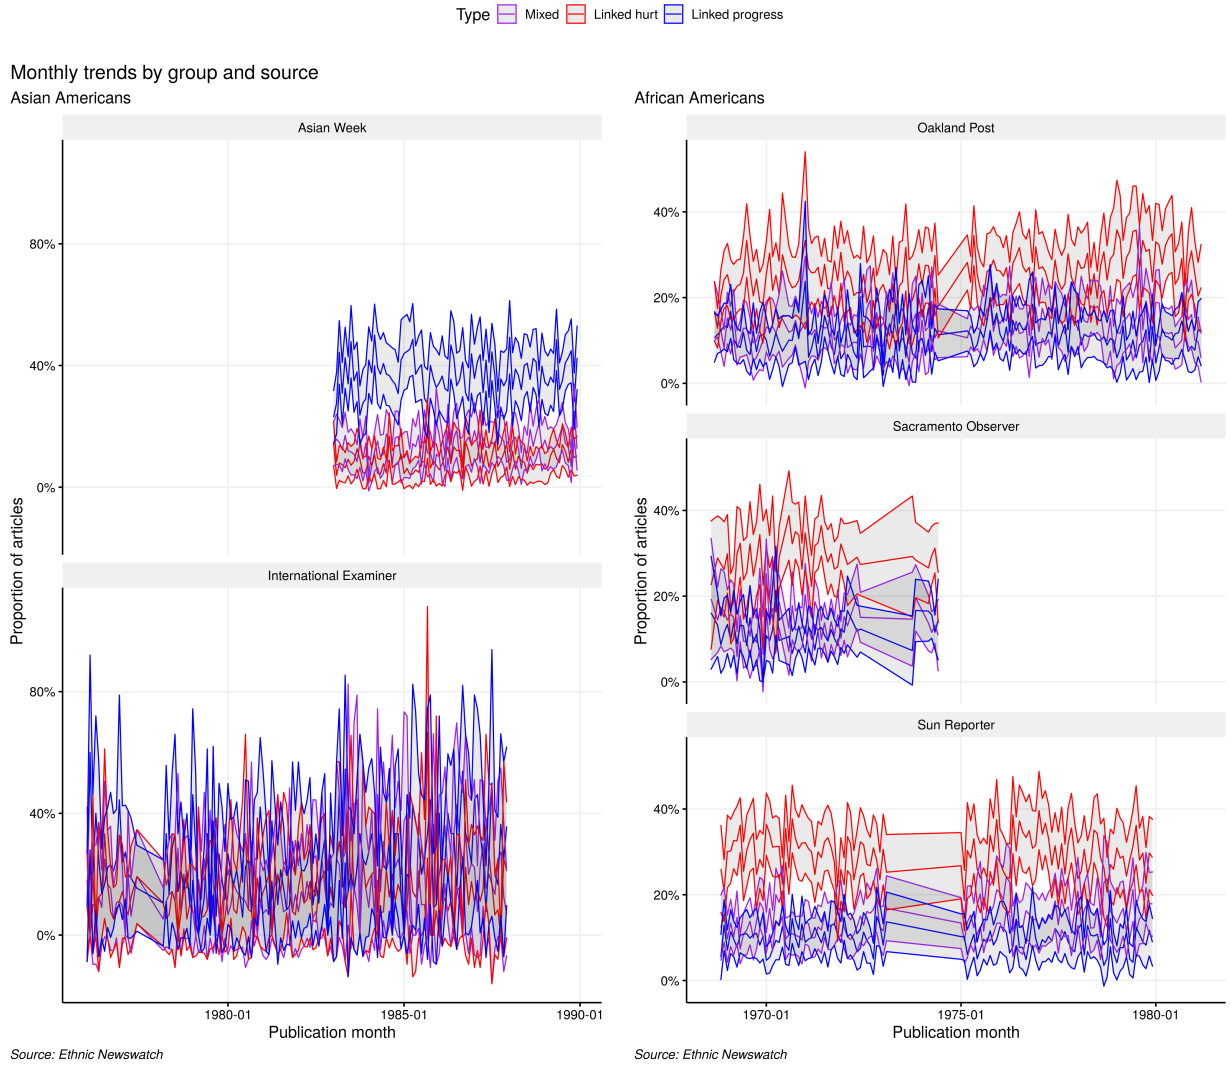 Type Mixed Linked hurt Linked progress
Monthly trends by group and source
Asian Americans
Asian Week
80%
40%
0%
International Examiner
80%
40%
0%
Proportion of articles
1980-01 1985-01 1990-01
Publication month
Source: Ethnic Newswatch
African Americans
Oakland Post
40%
20%
0%
Sacramento Observer
40%
20%
0%
Sun Reporter
40%
20%
0%
Proportion of articles
1970-01 1975-01 1980-01
Publication month
Source: Ethnic Newswatch